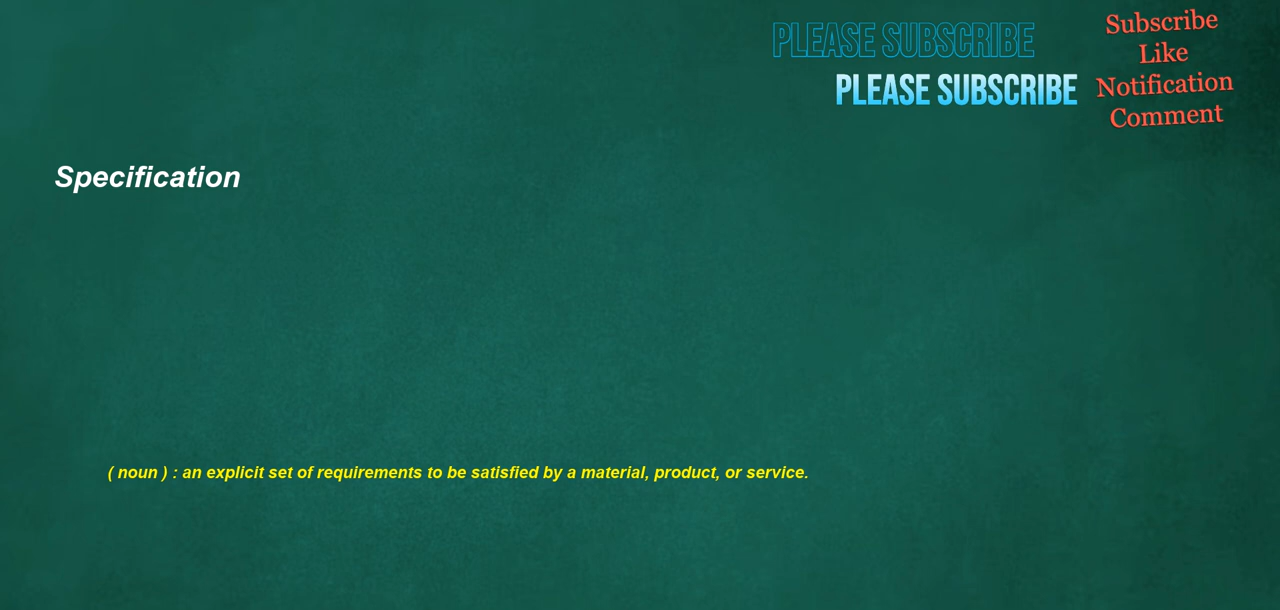 PLEASE SUBSCRIBE
PLEASE SUBSCRIBE
Subscribe
Like
Notification
Comment
Specification
( noun ) : an explicit set of requirements to be satisfied by a material, product, or service.